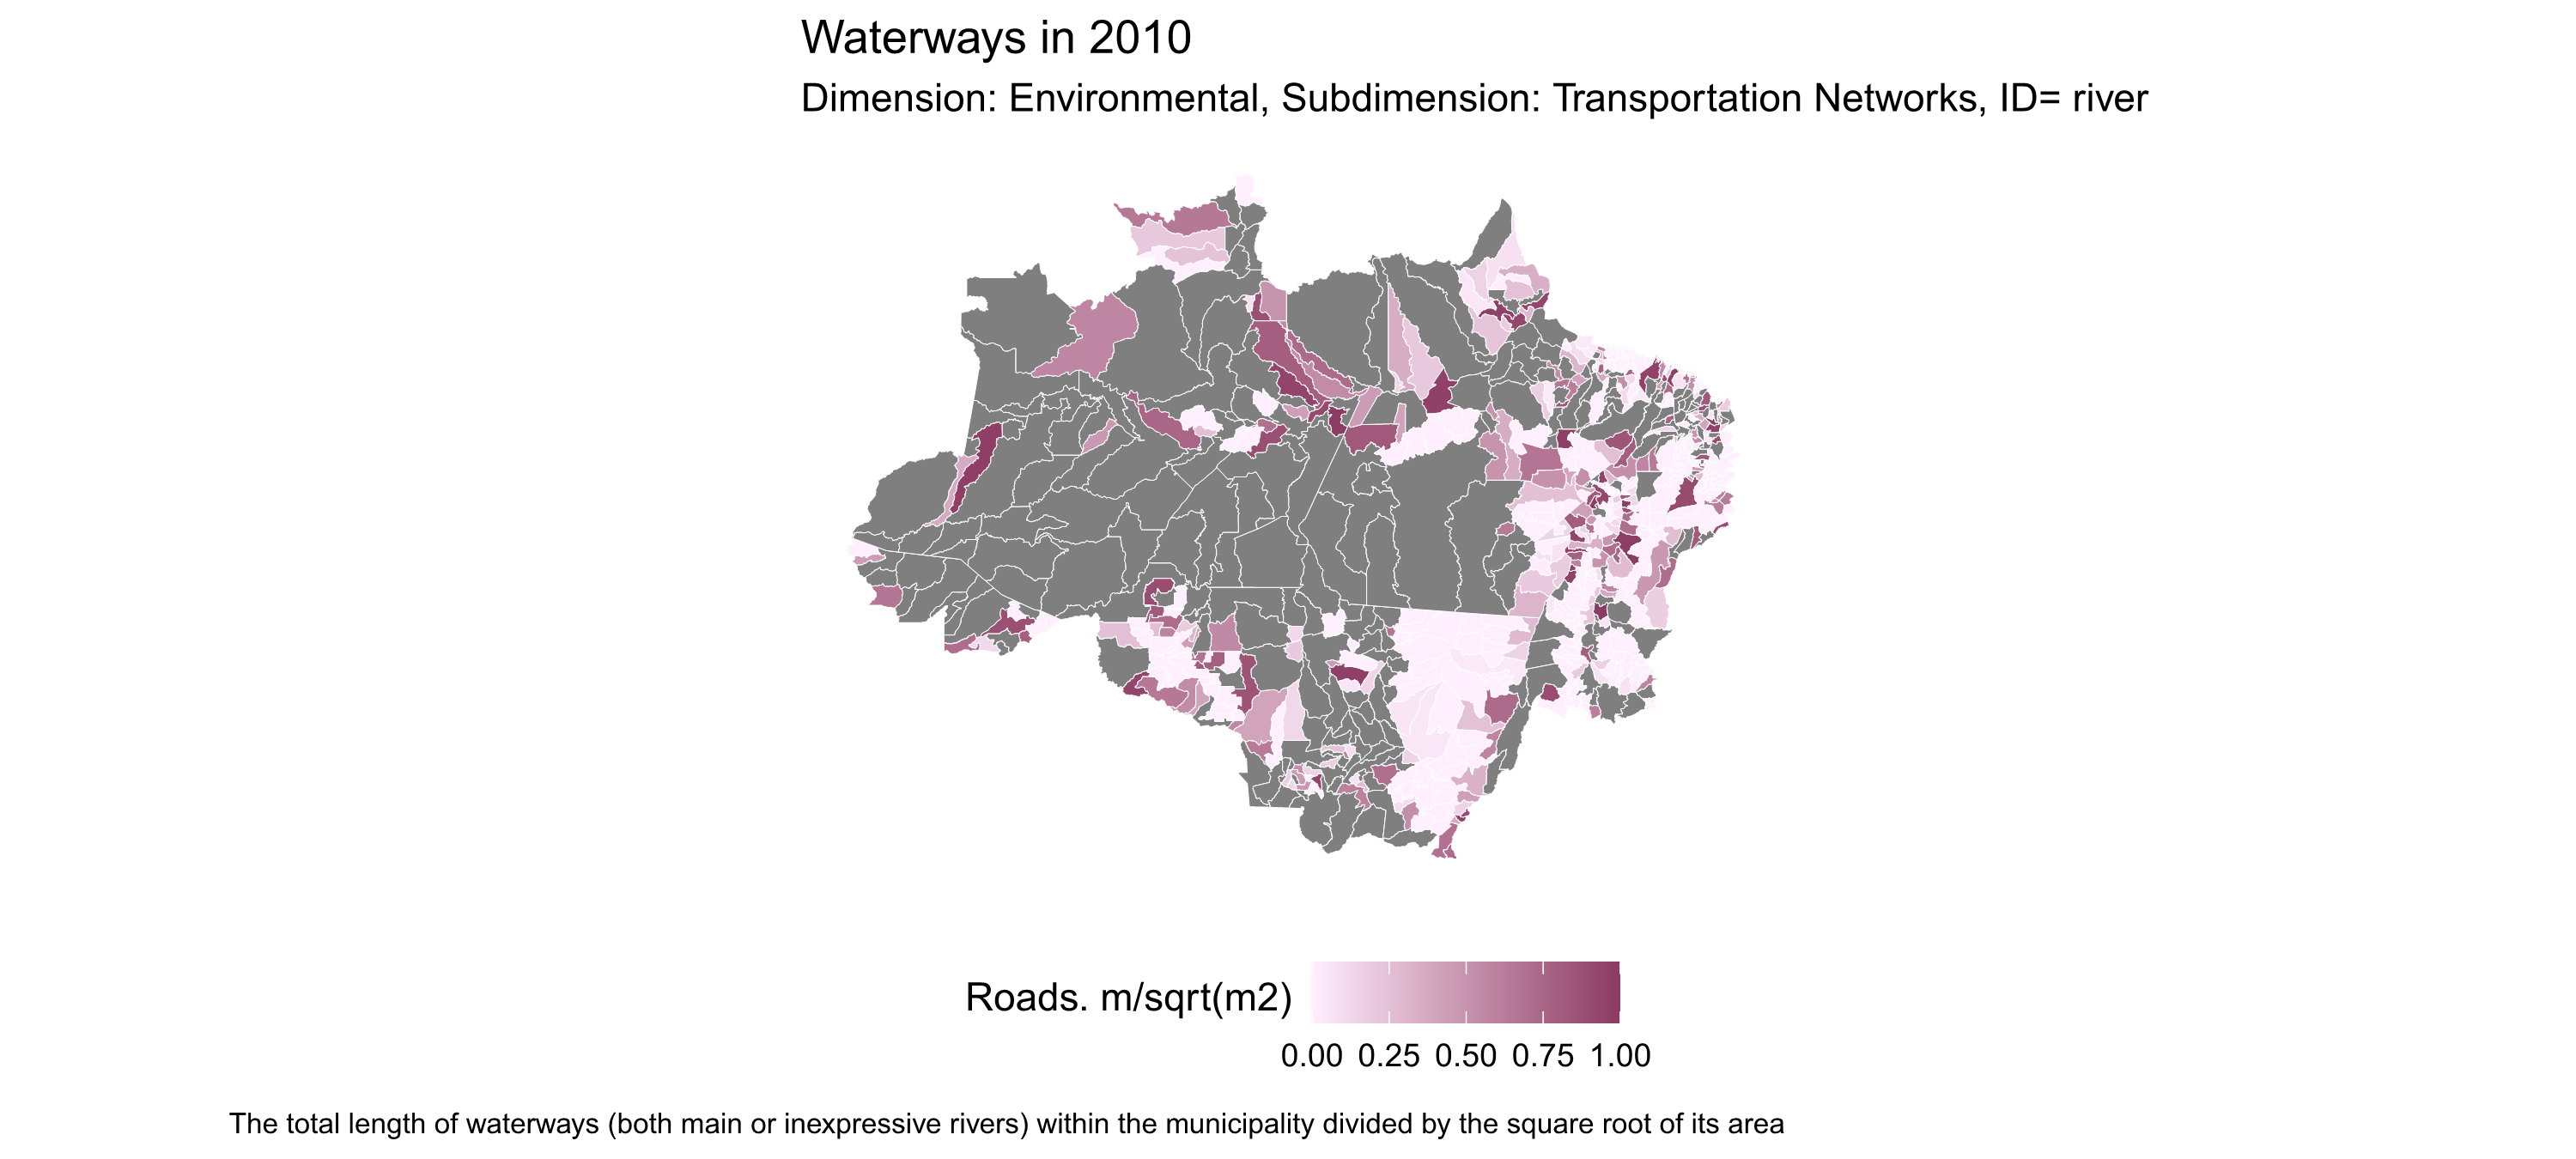 Waterways in 2010
Dimension: Environmental, Subdimension: Transportation Networks, ID= river
Roads. m/sqrt(m2)
0.00 0.25 0.50 0.75 1.00
The total length of waterways (both main or inexpressive rivers) within the municipality divided by the square root of its area